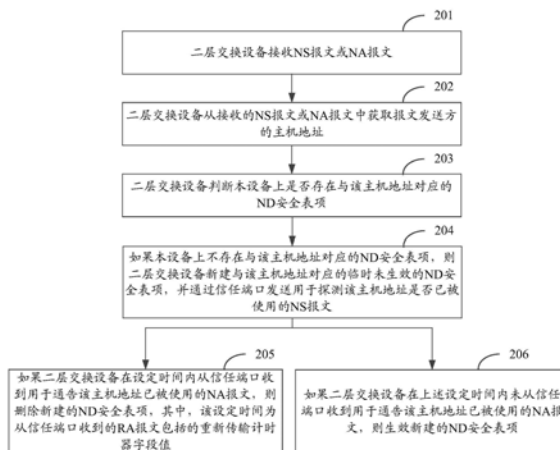 201
二层交换设备接收NS报文或NA报文
202
二层交换设备从接收的NS报文或NA报文中获取报文发送方
的主机地址
203
二层交换设备判断本设备上是否存在与该主机地址对应的
ND安全表项
204
如果本设备上不存在与该主机地址对应的ND安全表项，则
二层交换设备新建与该主机地址对应的临时未生效的ND安
全表项，并通过信任端口发送用于探测该主机地址是否已被
使用的NS报文
205
如果二层交换设备在设定时间内从信任端口收
到用于通告该主机地址已被使用的NA报文，则
删除新建的ND安全表项，其中，该设定时间为
从信任端口收到的RA报文包括的重新传输计时
器字段值
206
如果二层交换设备在上述设定时间内未从信任
端口收到用于通告该主机地址已被使用的NA报
文，则生效新建的ND安全表项